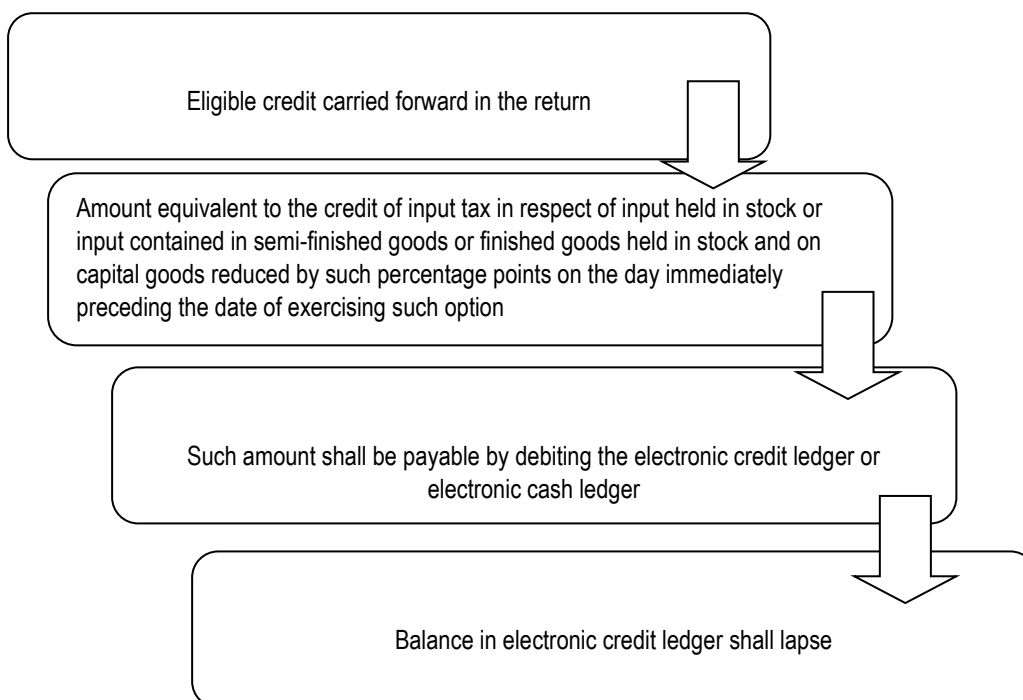 Eligible credit carried forward in the return
Amount equivalent to the credit of input tax in respect of input held in stock or
input contained in semi-finished goods or finished goods held in stock and on
capital goods reduced by such percentage points on the day immediately
preceding the date of exercising such option
Such amount shall be payable by debiting the electronic credit ledger or
electronic cash ledger
Balance in electronic credit ledger shall lapse